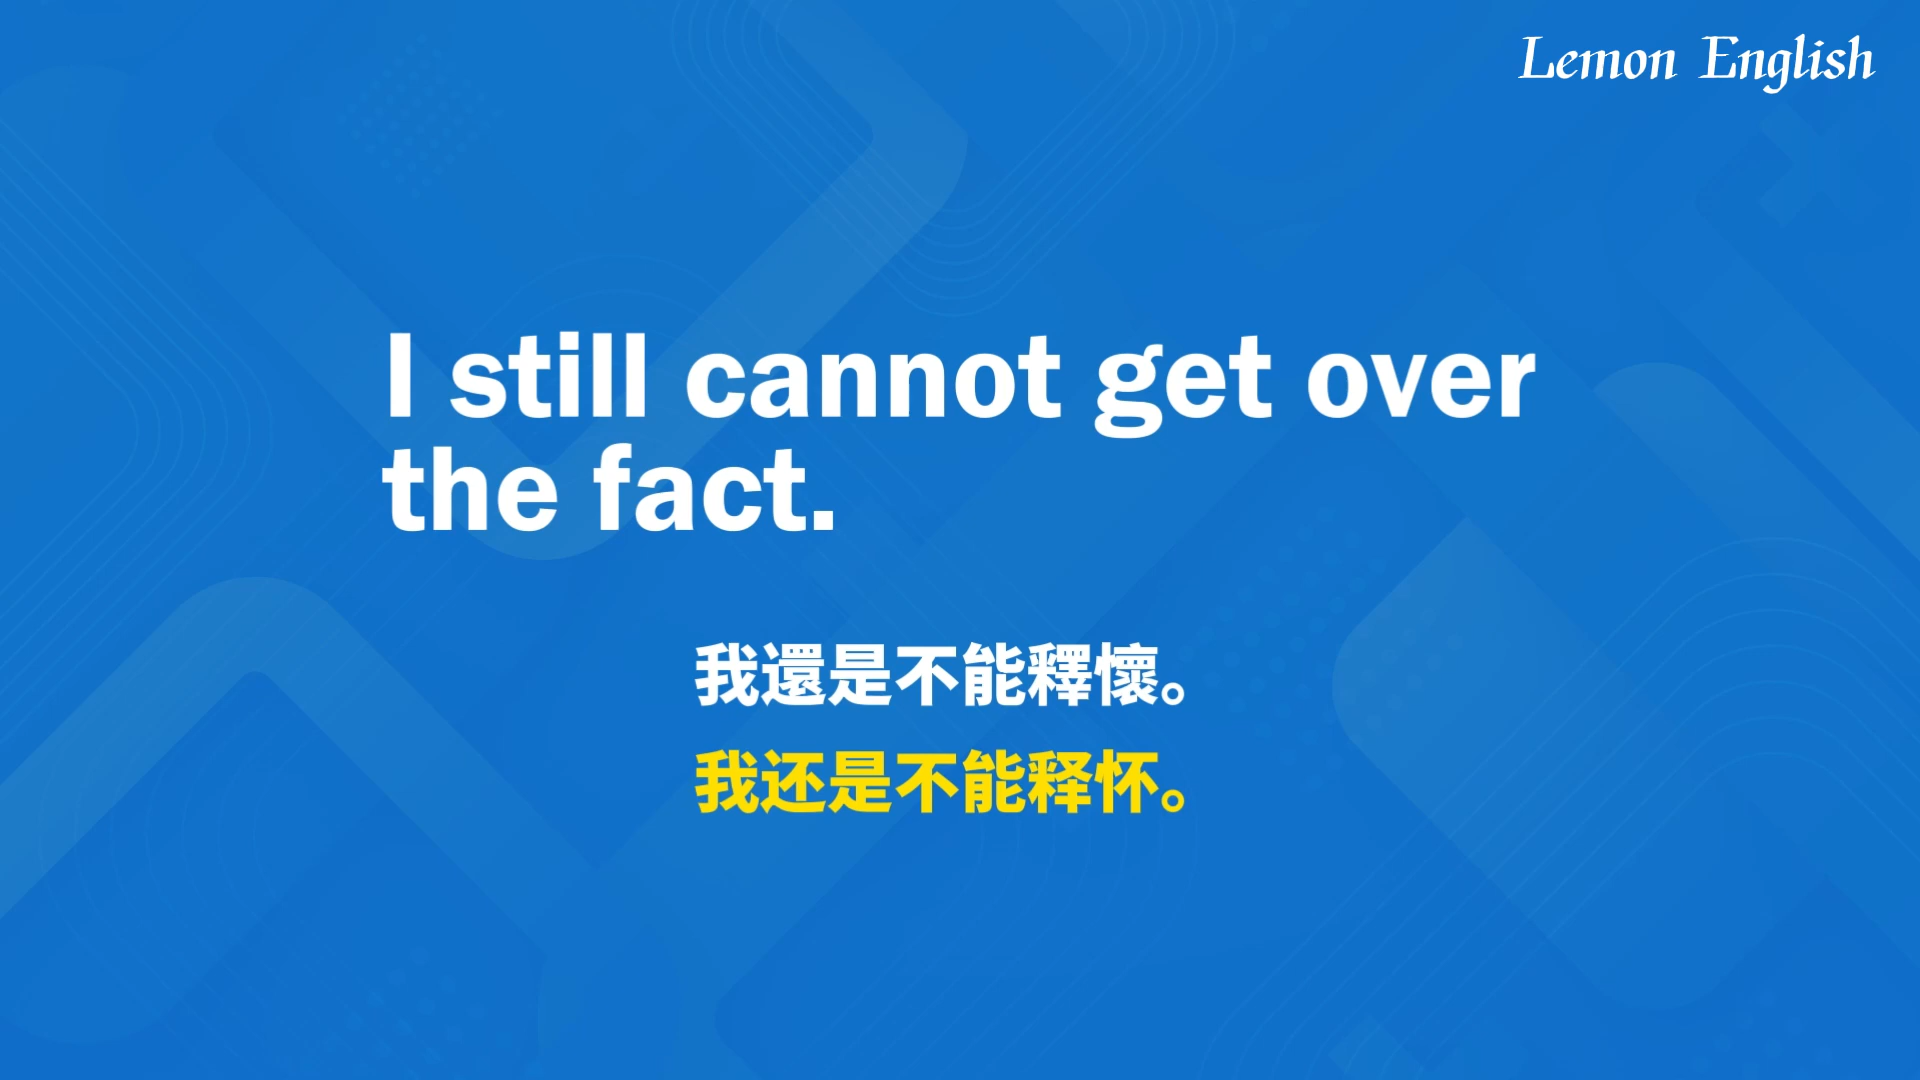 Lemon English
I still cannot get over
the fact.
我還是不能釋懷。
我还是不能释怀。